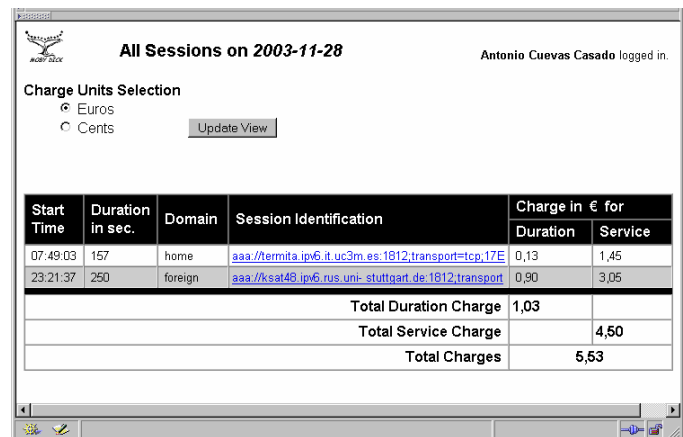 MOBY DICK
All Sessions on 2003-11-28
Antonio Cuevas Casado logged in.
Charge Units Selection
Euros
Cents
Update View
Start Time Duration in sec. Domain Session Identification Charge in € for
Duration Service
07:49:03 157 home aaa://termita.ipv6.it.uc3m.es:1812;transport=tcp;17E 0,13 1,45
23:21:37 250 foreign aaa://ksat48.ipv6.rus.uni- stuttgart.de:1812;transport 0,90 3,05
Total Duration Charge 1,03
Total Service Charge 4,50
Total Charges 5,53